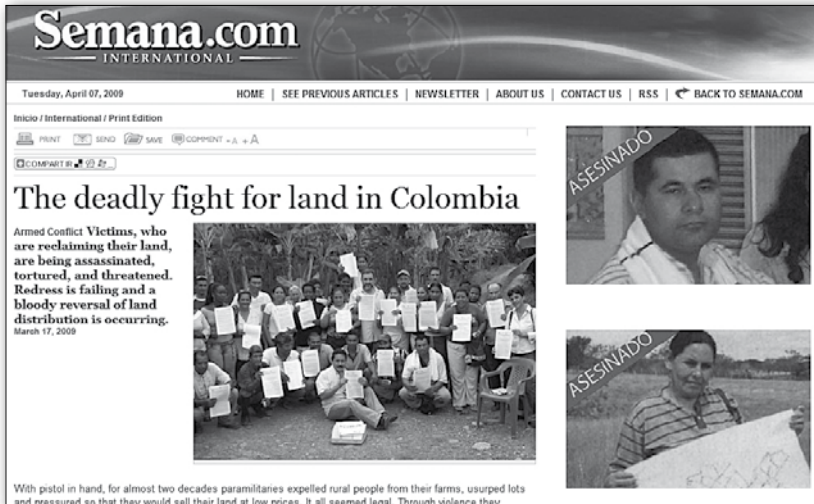 Semana.com
INTERNATIONAL
Tuesday, April 07, 2009
HOME | SEE PREVIOUS ARTICLES | NEWSLETTER | ABOUT US | CONTACT US | RSS | BACK TO SEMANA.COM
Inicio / International / Print Edition
PRINT SEND SAVE COMMENT -A +A
COMPARTIR
The deadly fight for land in Colombia
Armed Conflict Victims, who
are reclaiming their land,
are being assassinated,
tortured, and threatened.
Redress is failing and a
bloody reversal of land
distribution is occurring.
March 17, 2009
ASESINADO
ASESINADO
With pistol in hand, for almost two decades paramilitaries expelled rural people from their farms, usurped lots
and pressured so that they would sell their land at low prices. It all seemed legal. Through violence they